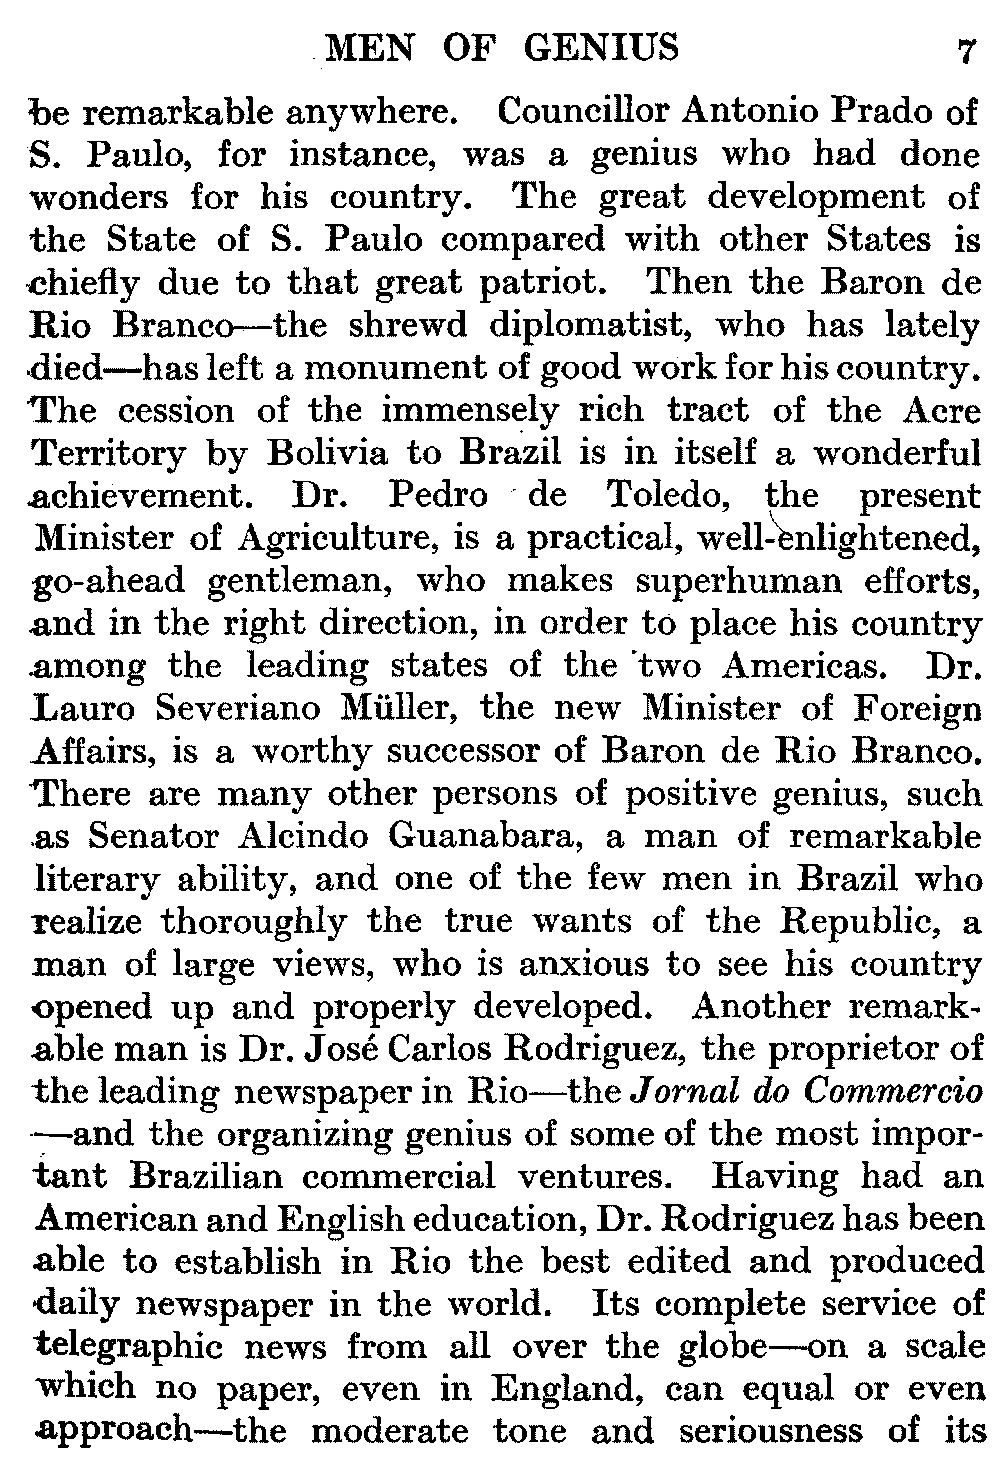 MEN OF GENIUS 7
be remarkable anywhere. Councillor Antonio Prado of
S. Paulo, for instance, was a genius who had done
wonders for his country. The great development of
the State of S. Paulo compared with other States is
chiefly due to that great patriot. Then the Baron de
Rio Branco—the shrewd diplomatist, who has lately
died—has left a monument of good work for his country.
The cession of the immensely rich tract of the Acre
Territory by Bolivia to Brazil is in itself a wonderful
achievement. Dr. Pedro de Toledo, the present
Minister of Agriculture, is a practical, well-enlightened,
go-ahead gentleman, who makes superhuman efforts,
and in the right direction, in order to place his country
among the leading states of the two Americas. Dr.
Lauro Severiano Müller, the new Minister of Foreign
Affairs, is a worthy successor of Baron de Rio Branco.
There are many other persons of positive genius, such
as Senator Alcindo Guanabara, a man of remarkable
literary ability, and one of the few men in Brazil who
realize thoroughly the true wants of the Republic, a
man of large views, who is anxious to see his country
opened up and properly developed. Another remark-
able man is Dr. José Carlos Rodriguez, the proprietor of
the leading newspaper in Rio—the Jornal do Commercio
—and the organizing genius of some of the most impor-
tant Brazilian commercial ventures. Having had an
American and English education, Dr. Rodriguez has been
able to establish in Rio the best edited and produced
daily newspaper in the world. Its complete service of
telegraphic news from all over the globe—on a scale
which no paper, even in England, can equal or even
approach—the moderate tone and seriousness of its